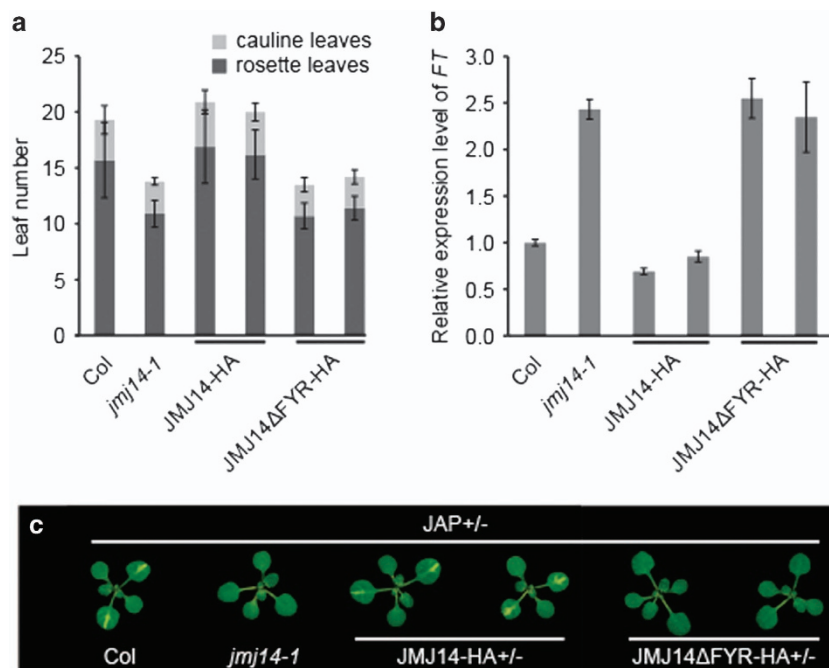 a
cauline leaves
rosette leaves
Leaf number
25
20
15
10
5
0
Col
jmj14-1
JMJ14-HA
JMJ14ΔFYR-HA
b
Relative expression level of FT
3.0
2.5
2.0
1.5
1.0
0.5
0.0
Col
jmj14-1
JMJ14-HA
JMJ14ΔFYR-HA
c
JAP+/-
Col
jmj14-1
JMJ14-HA+/-
JMJ14ΔFYR-HA+/-